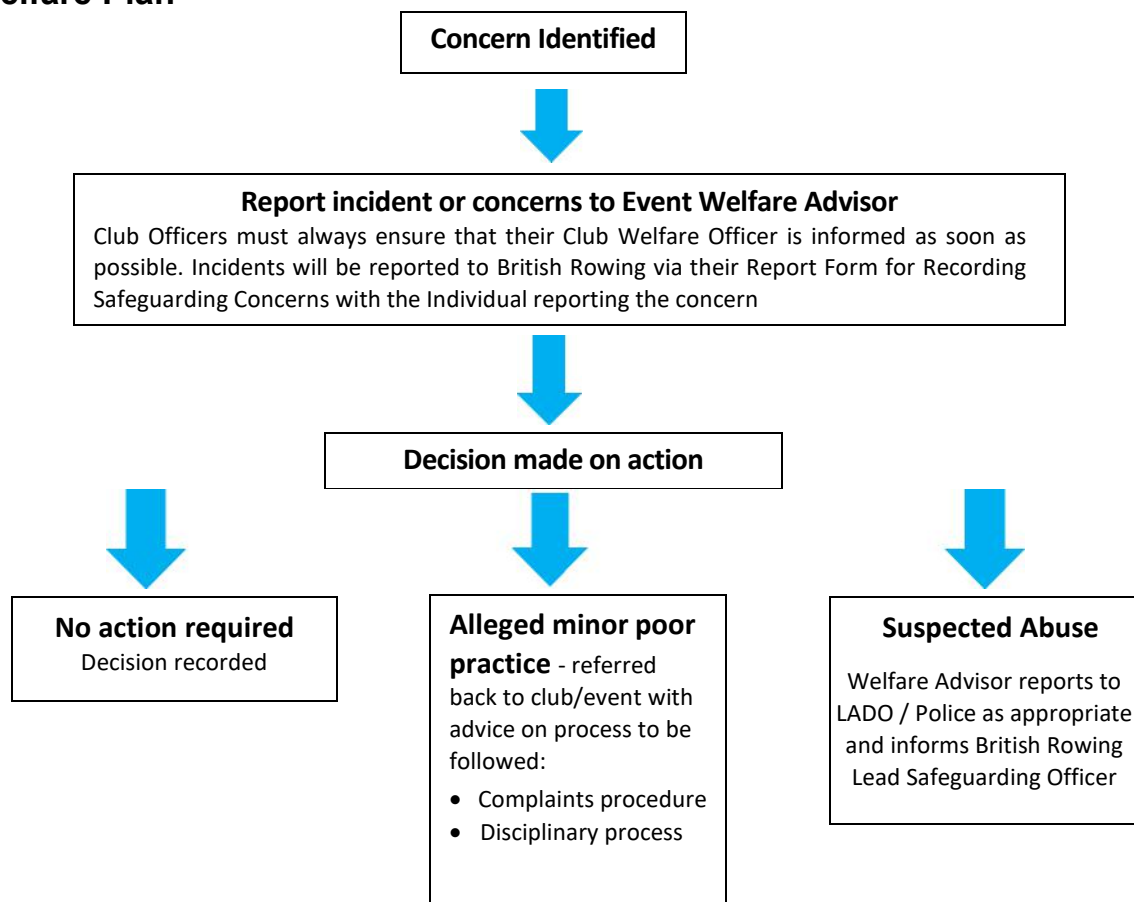 Concern Identified
Report incident or concerns to Event Welfare Advisor
Club Officers must always ensure that their Club Welfare Officer is informed as soon as
possible. Incidents will be reported to British Rowing via their Report Form for Recording
Safeguarding Concerns with the Individual reporting the concern
Decision made on action
No action required
Decision recorded
Alleged minor poor
practice - referred
back to club/event with
advice on process to be
followed:
• Complaints procedure
• Disciplinary process
Suspected Abuse
Welfare Advisor reports to
LADO / Police as appropriate
and informs British Rowing
Lead Safeguarding Officer